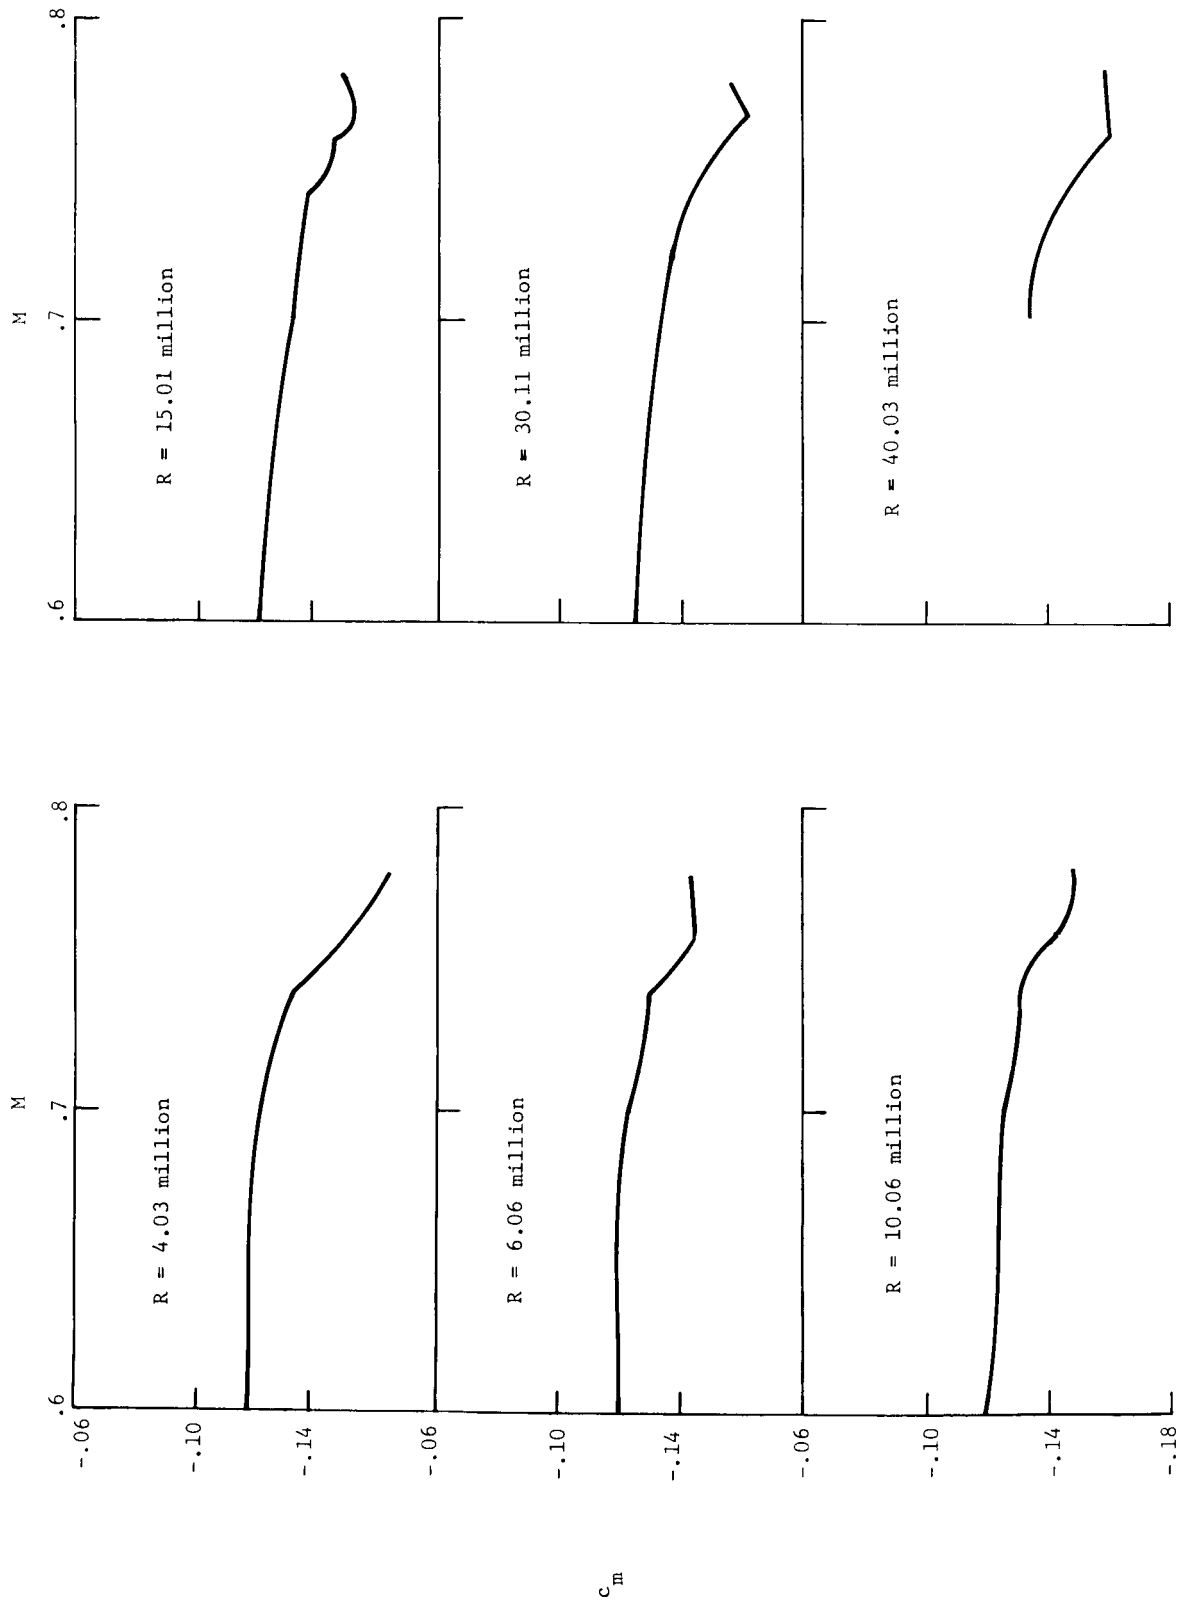 M
.6
.7
.8
R = 4.03 million
-.06
-.10
-.14
R = 6.06 million
-.06
-.10
-.14
R = 10.06 million
-.06
-.10
-.14
-.18
c_m
M
.6
.7
.8
R = 15.01 million
R = 30.11 million
R = 40.03 million